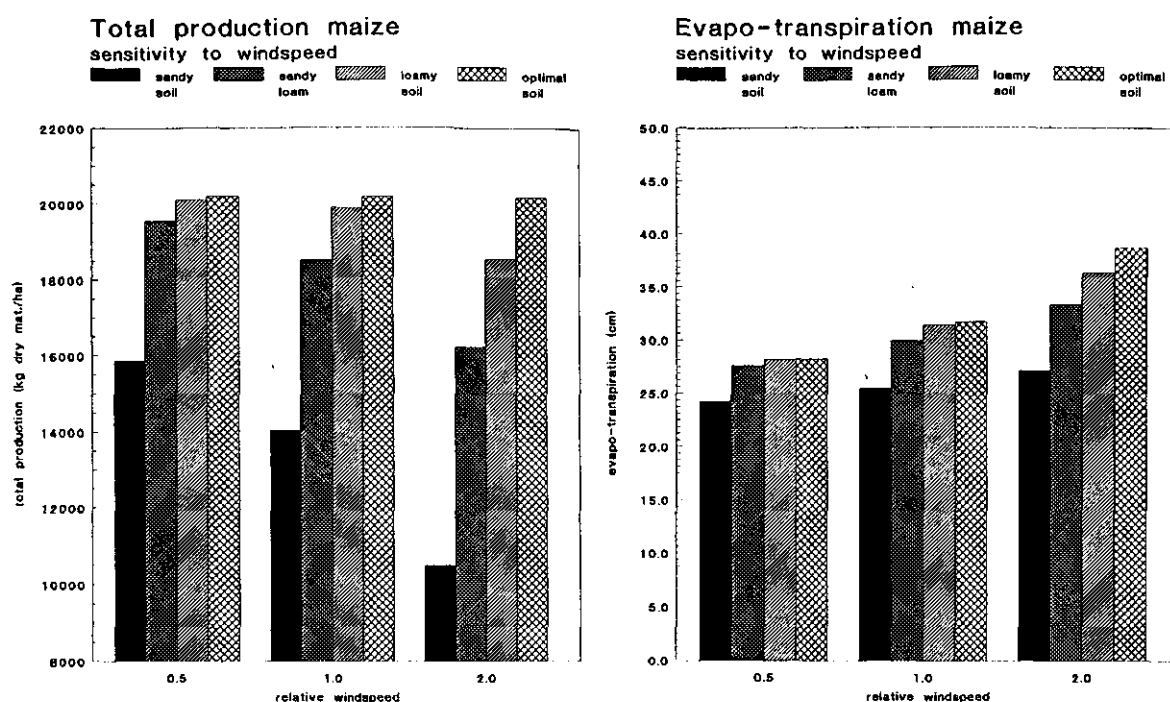 Total production maize
sensitivity to windspeed
sandy soil
sandy loam
loamy soil
optimal soil
total production (kg dry mat./ha)
22000
20000
18000
16000
14000
12000
10000
8000
0.5
1.0
2.0
relative windspeed
Evapo-transpiration maize
sensitivity to windspeed
sandy soil
sandy loam
loamy soil
optimal soil
evapo-transpiration (cm)
50.0
45.0
40.0
35.0
30.0
25.0
20.0
15.0
10.0
5.0
0.0
0.5
1.0
2.0
relative windspeed